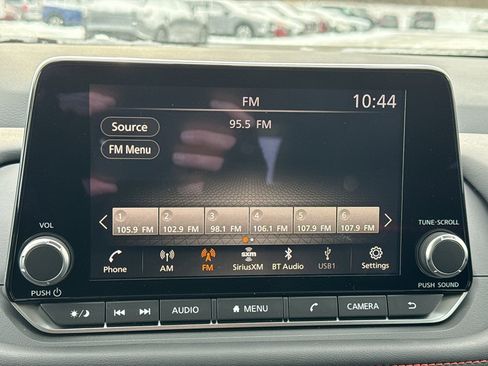 FM 10:44
Source 95.5 FM
FM Menu
1 2 3 4 5 6
105.9 FM 102.9 FM 98.1 FM 106.1 FM 107.9 FM 107.9 FM
Phone AM FM SiriusXM BT Audio USB1 Settings
sxm
VOL
PUSH
TUNE·SCROLL
PUSH SOUND
AUDIO MENU CAMERA